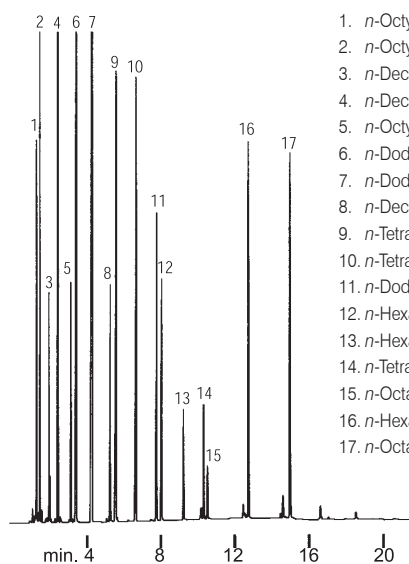 1. n-Octy
2. n-Octy
3. n-Dec
4. n-Dec
5. n-Octy
6. n-Dod
7. n-Dod
8. n-Dec
9. n-Tetra
10. n-Tetra
11. n-Dod
12. n-Hexa
13. n-Hexa
14. n-Tetra
15. n-Octa
16. n-Hexa
17. n-Octa
2 4 6 7
9
10
1
16
17
11
12
5
8
3
13
14
15
min. 4 8 12 16 20